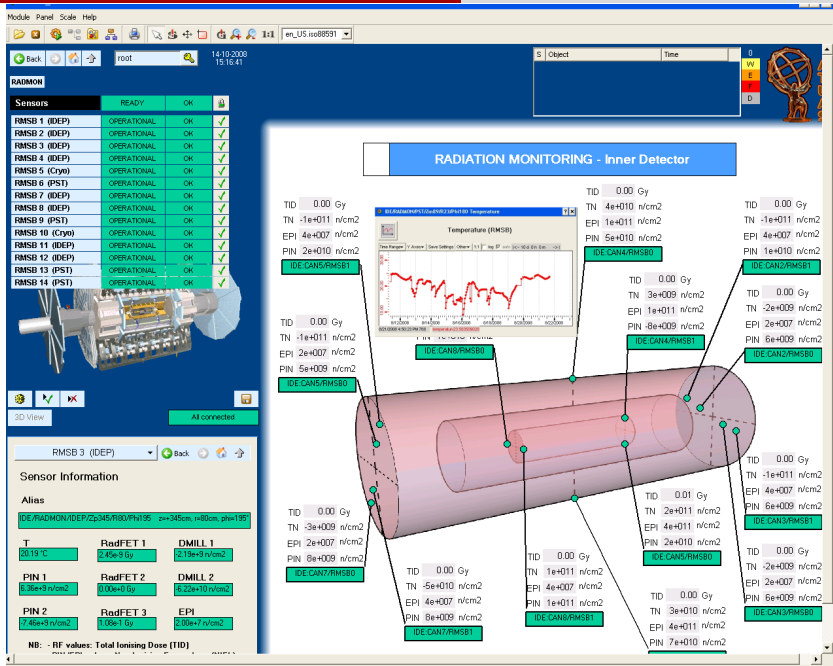 Module Panel Scale Help
1:1 en_US.iso88591
Back root 14-10-2008
15:16:41
S Object Time 0
W
E
F
D
RADMON
Sensors READY OK
RMSB 1 (IDEP) OPERATIONAL OK
RMSB 2 (IDEP) OPERATIONAL OK
RMSB 3 (IDEP) OPERATIONAL OK
RMSB 4 (IDEP) OPERATIONAL OK
RMSB 5 (Cryo) OPERATIONAL OK
RMSB 6 (PST) OPERATIONAL OK
RMSB 7 (IDEP) OPERATIONAL OK
RMSB 8 (IDEP) OPERATIONAL OK
RMSB 9 (PST) OPERATIONAL OK
RMSB 10 (Cryo) OPERATIONAL OK
RMSB 11 (IDEP) OPERATIONAL OK
RMSB 12 (IDEP) OPERATIONAL OK
RMSB 13 (PST) OPERATIONAL OK
RMSB 14 (PST) OPERATIONAL OK
3D View All connected
RMSB 3 (IDEP) Back
Sensor Information
Alias
IDE/RADMON/IDEP/Zp345/R80/Phi195 z=+345cm, r=80cm, phi=195°
T RadFET 1 DMILL 1
20.19 °C 2.45e-9 Gy -2.19e+9 n/cm2
PIN 1 RadFET 2 DMILL 2
6.36e+9 n/cm2 0.00e+0 Gy -6.22e+10 n/cm2
PIN 2 RadFET 3 EPI
-7.46e+9 n/cm2 1.08e-1 Gy 2.00e+7 n/cm2
NB: - RF values: Total Ionising Dose (TID)
RADIATION MONITORING - Inner Detector
TID 0.00 Gy
TN -1e+011 n/cm2
EPI 4e+007 n/cm2
PIN 2e+010 n/cm2
IDE:CAN5/RMSB1
Temperature (RMSB)
TID 0.00 Gy
TN 4e+010 n/cm2
EPI 1e+011 n/cm2
PIN 5e+010 n/cm2
IDE:CAN4/RMSB0
TID 0.00 Gy
TN -1e+011 n/cm2
EPI 4e+007 n/cm2
PIN 1e+010 n/cm2
IDE:CAN2/RMSB1
TID 0.00 Gy
TN 3e+009 n/cm2
EPI 1e+011 n/cm2
PIN -8e+009 n/cm2
IDE:CAN4/RMSB1
TID 0.00 Gy
TN -2e+009 n/cm2
EPI 2e+007 n/cm2
PIN 6e+009 n/cm2
IDE:CAN2/RMSB0
TID 0.00 Gy
TN -1e+011 n/cm2
EPI 2e+007 n/cm2
PIN 5e+009 n/cm2
IDE:CAN5/RMSB0
IDE:CAN8/RMSB0
TID 0.00 Gy
TN -1e+011 n/cm2
EPI 4e+007 n/cm2
PIN 6e+009 n/cm2
IDE:CAN3/RMSB1
TID 0.01 Gy
TN 2e+011 n/cm2
EPI 4e+011 n/cm2
PIN 2e+010 n/cm2
IDE:CAN5/RMSB0
TID 0.00 Gy
TN -3e+009 n/cm2
EPI 2e+007 n/cm2
PIN 8e+009 n/cm2
IDE:CAN7/RMSB0
TID 0.00 Gy
TN -5e+010 n/cm2
EPI 4e+007 n/cm2
PIN 8e+009 n/cm2
IDE:CAN7/RMSB1
TID 0.00 Gy
TN 1e+011 n/cm2
EPI 4e+007 n/cm2
PIN 1e+011 n/cm2
IDE:CAN8/RMSB1
TID 0.00 Gy
TN -2e+009 n/cm2
EPI 2e+007 n/cm2
PIN 6e+009 n/cm2
IDE:CAN3/RMSB0
TID 0.00 Gy
TN 3e+010 n/cm2
EPI 4e+011 n/cm2
PIN 7e+010 n/cm2